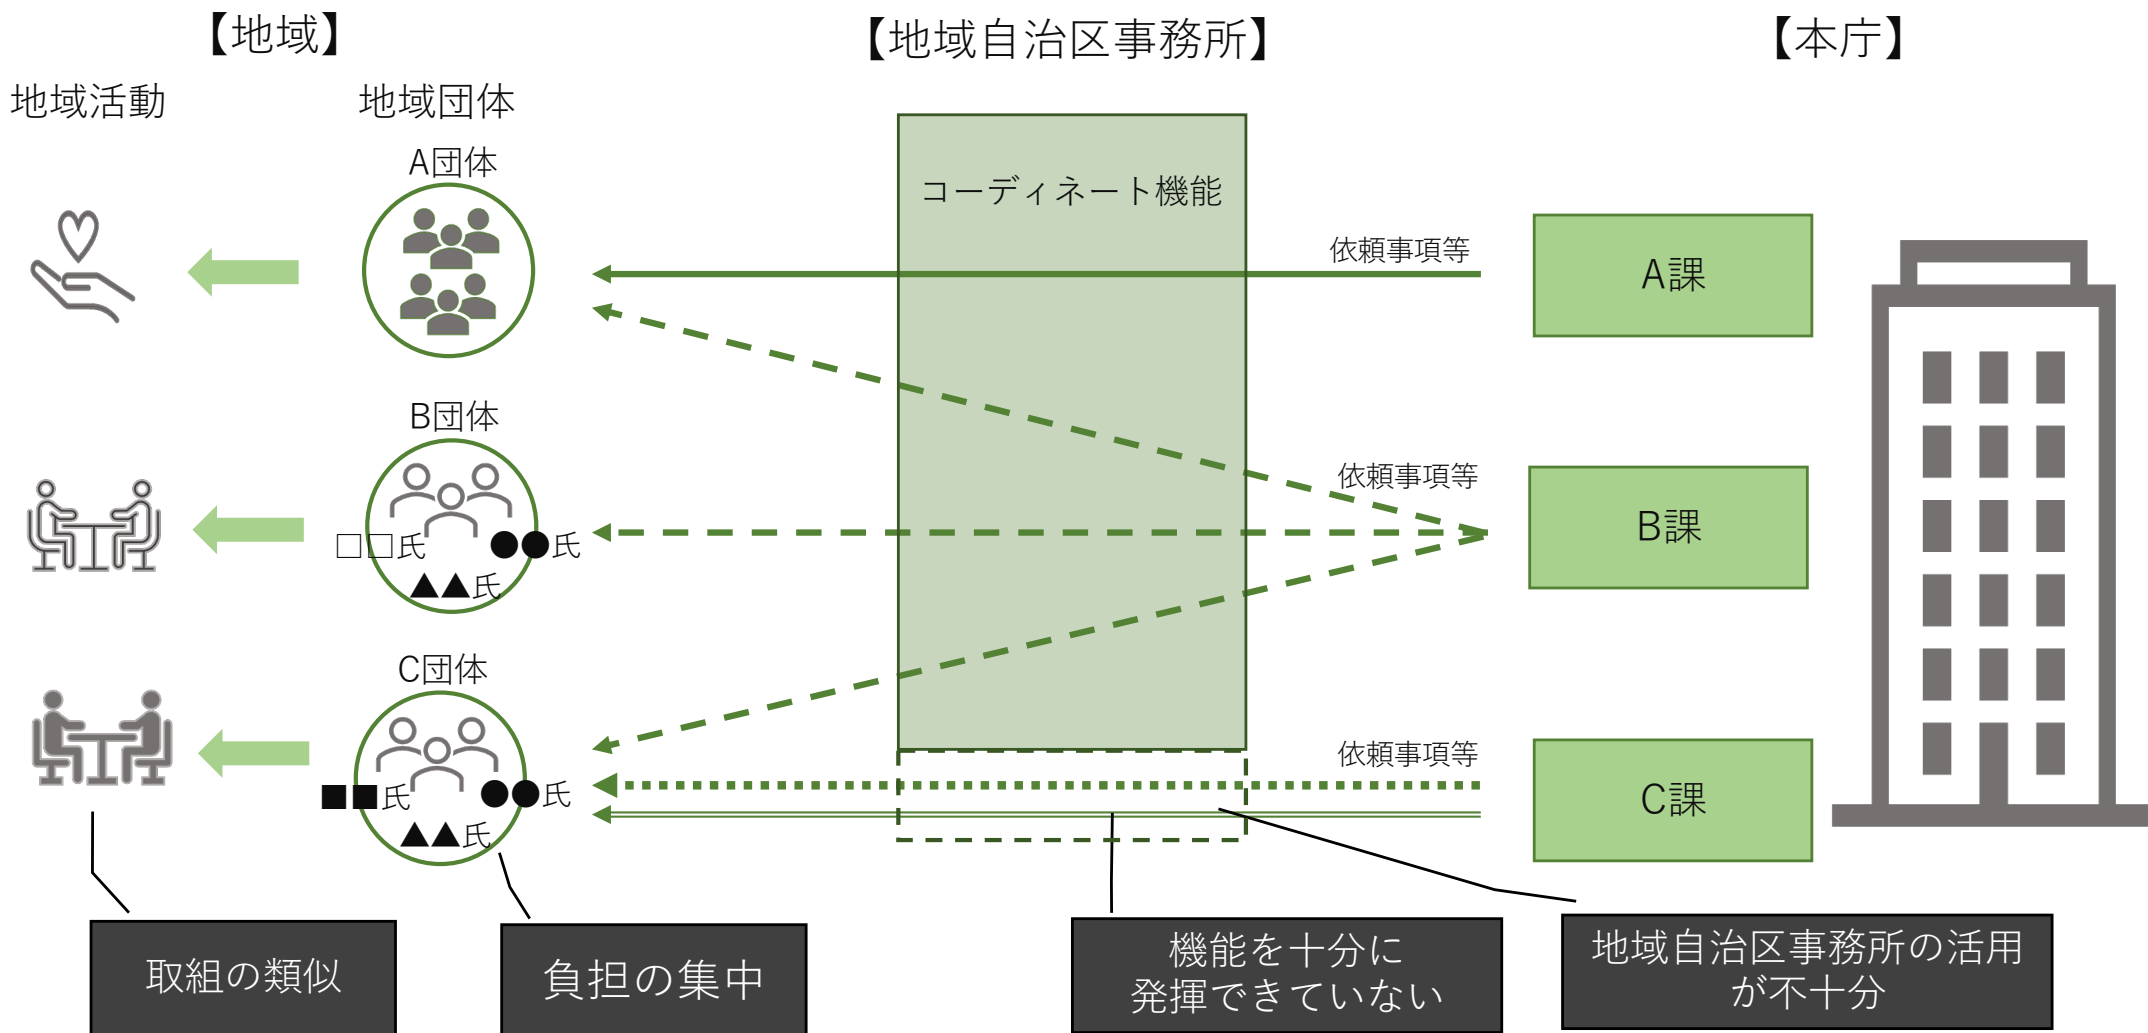 【地域】
【地域自治区事務所】
【本庁】
地域活動
地域団体
A団体
コーディネート機能
依頼事項等
A課
B団体
依頼事項等
B課
□□氏
●●氏
▲▲氏
C団体
依頼事項等
C課
■■氏
●●氏
▲▲氏
取組の類似
負担の集中
機能を十分に
発揮できていない
地域自治区事務所の活用
が不十分